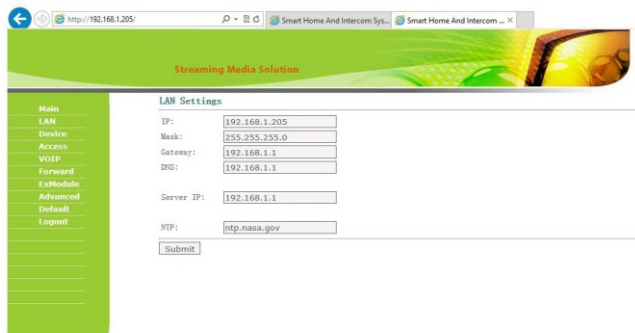 http://192.168.1.205/
Smart Home And Intercom Sys...
Smart Home And Intercom ...
Streaming Media Solution
Main
LAN
Device
Access
VOIP
Forward
ExModule
Advanced
Default
Logout
LAN Settings
IP: 192.168.1.205
Mask: 255.255.255.0
Gateway: 192.168.1.1
DNS: 192.168.1.1
Server IP: 192.168.1.1
NTP: ntp.nasa.gov
Submit